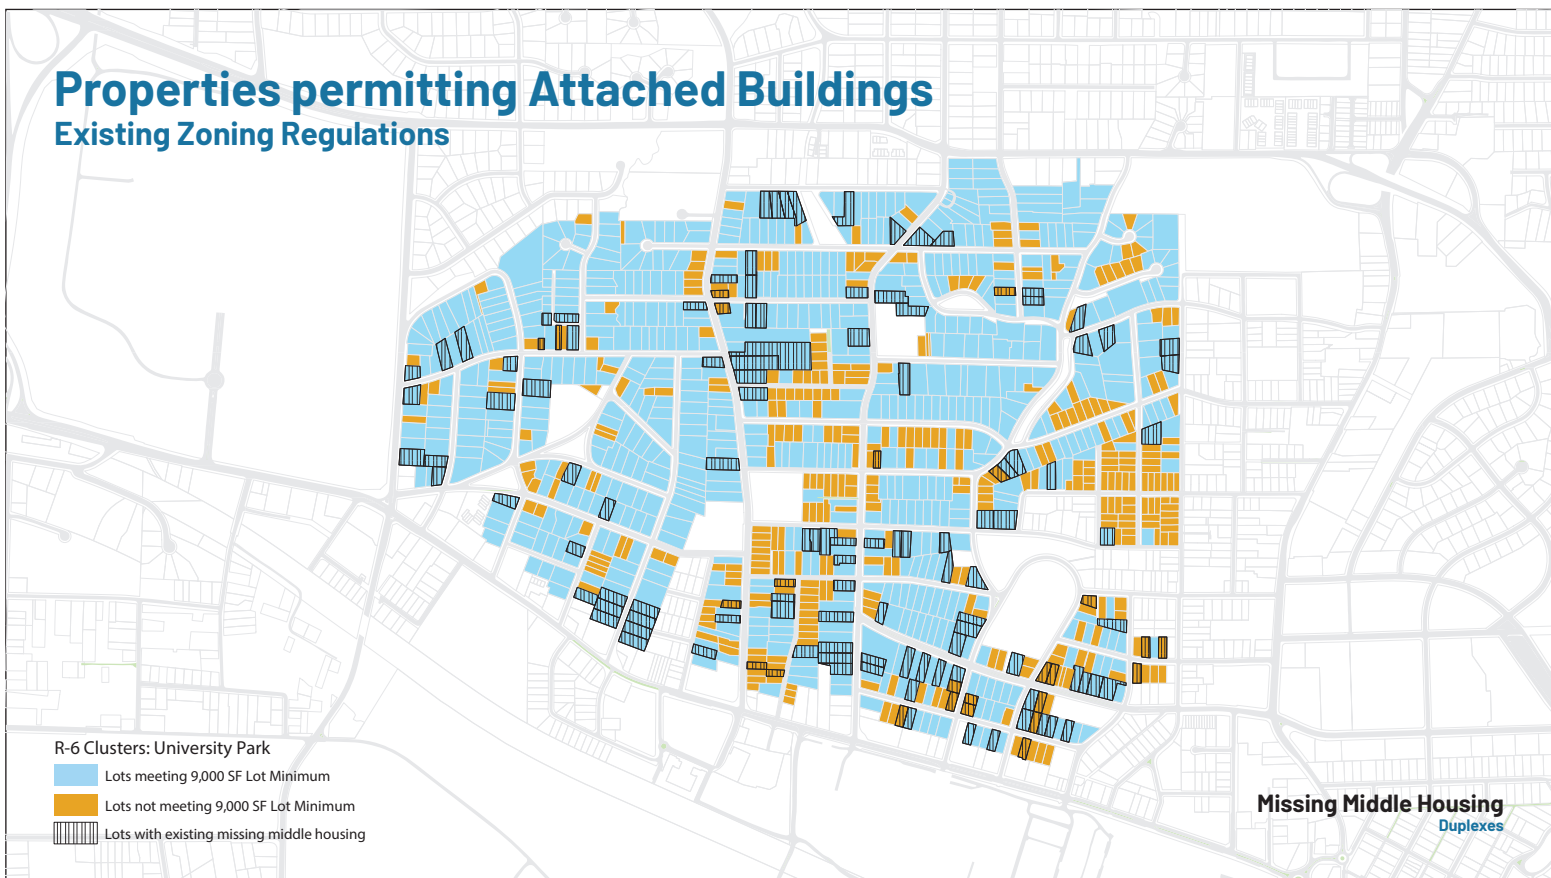 Properties permitting Attached Buildings
Existing Zoning Regulations
R-6 Clusters: University Park
Lots meeting 9,000 SF Lot Minimum
Lots not meeting 9,000 SF Lot Minimum
Lots with existing missing middle housing
Missing Middle Housing
Duplexes